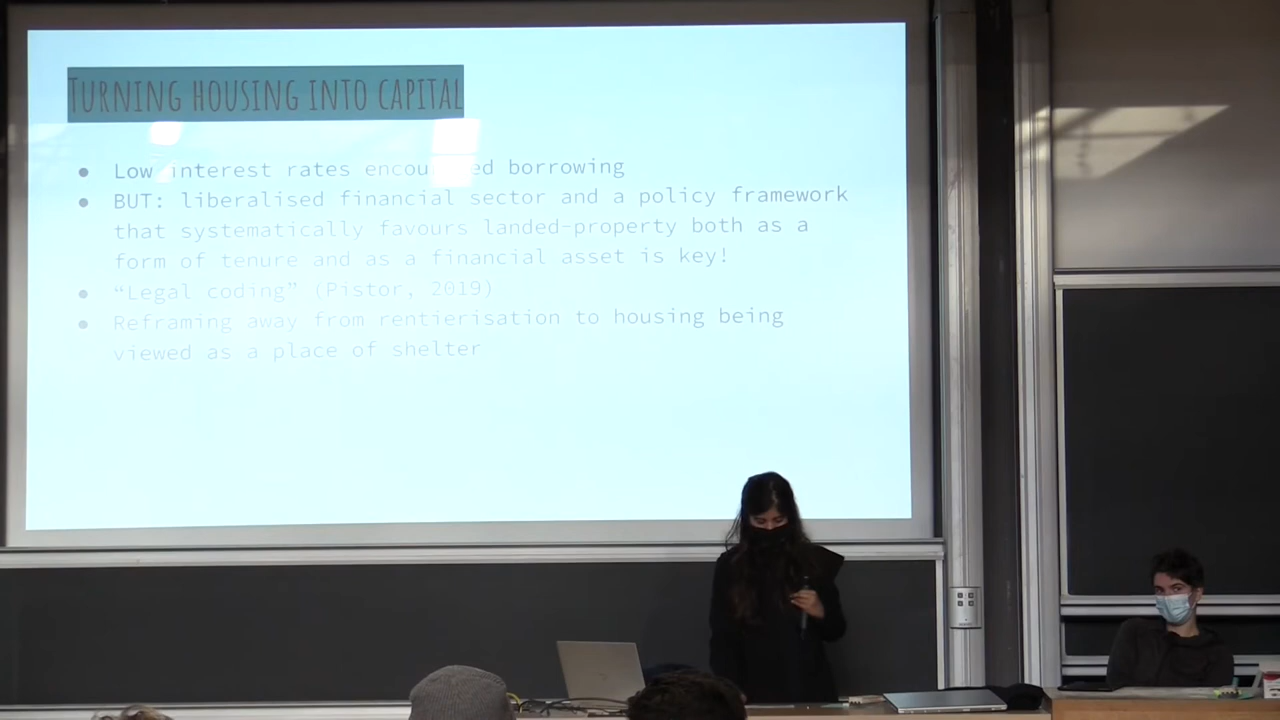 TURNING HOUSING INTO CAPITAL
● Low interest rates encouraged borrowing
● BUT: liberalised financial sector and a policy framework
that systematically favours landed-property both as a
form of tenure and as a financial asset is key!
● “Legal coding” (Pistor, 2019)
● Reframing away from rentierisation to housing being
viewed as a place of shelter